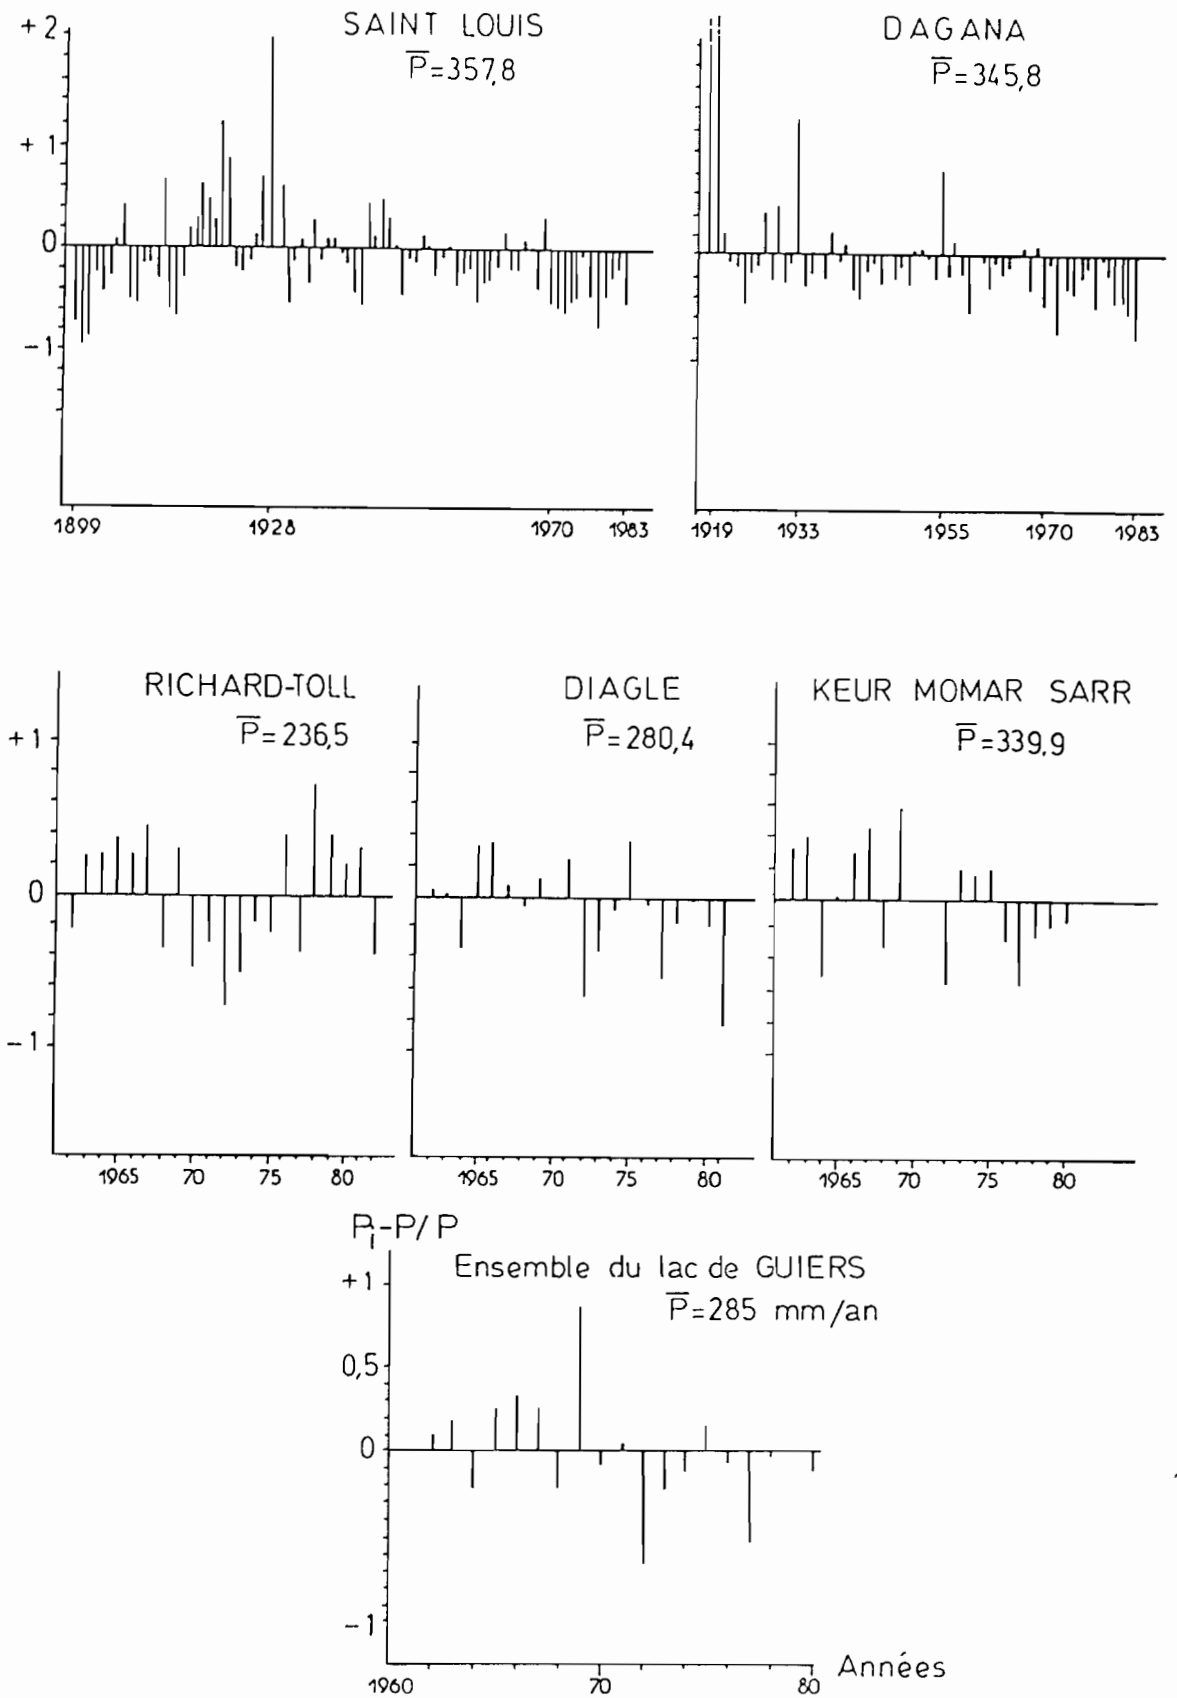 SAINT LOUIS
P̅=357,8
+2
+1
0
−1
1899 1928 1970 1983
DAGANA
P̅=345,8
1919 1933 1955 1970 1983
RICHARD-TOLL
P̅=236,5
+1
0
−1
1965 70 75 80
DIAGLE
P̅=280,4
1965 70 75 80
KEUR MOMAR SARR
P̅=339,9
1965 70 75 80
Pi-P/P
Ensemble du lac de GUIERS
P̅=285 mm/an
+1
0,5
0
−1
1960 70 80
Années